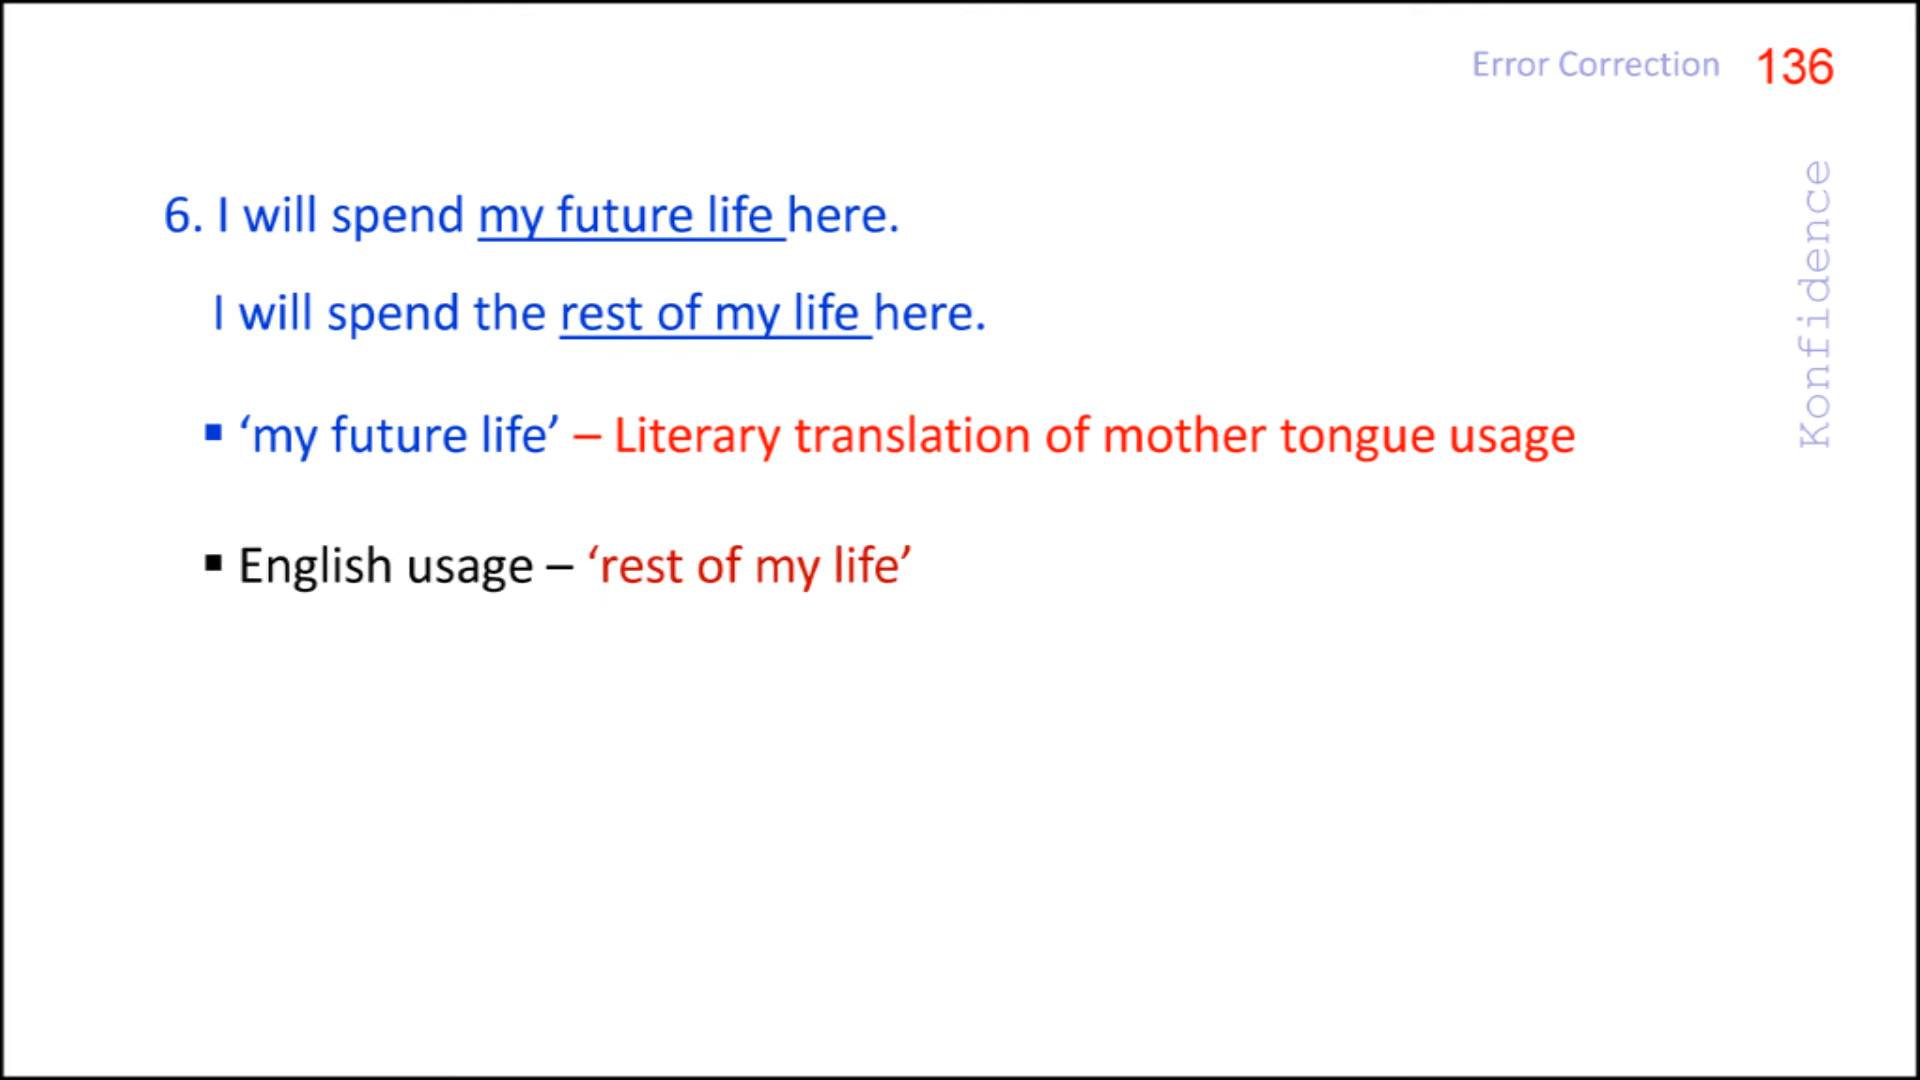 Error Correction 136
Konfidence
6. I will spend my future life here.
I will spend the rest of my life here.
▪ ‘my future life’ – Literary translation of mother tongue usage
▪ English usage – ‘rest of my life’